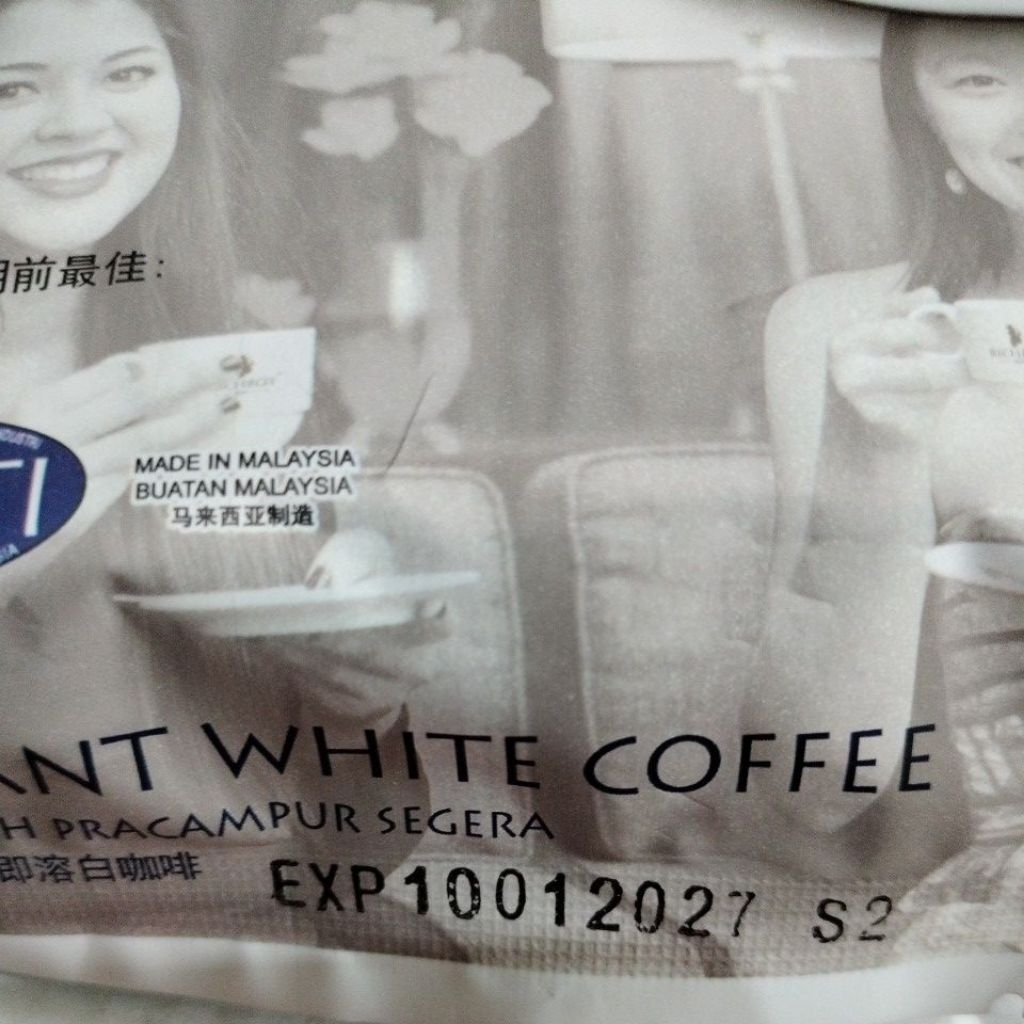 前最佳:
MADE IN MALAYSIA
BUATAN MALAYSIA
马来西亚制造
ANT WHITE COFFEE
H PRACAMPUR SEGERA
即溶白咖啡
EXP10012027 S2